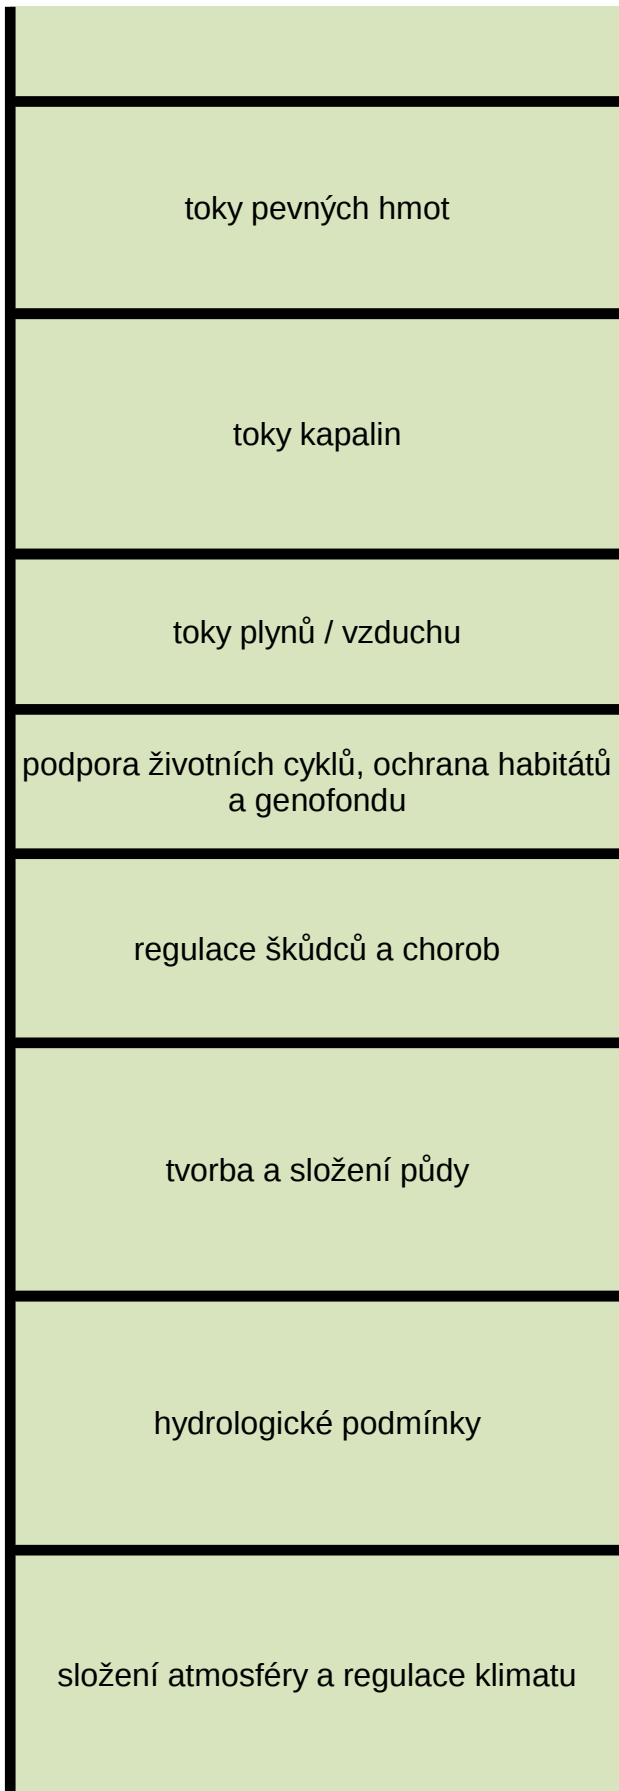 toky pevných hmot
toky kapalin
toky plynů / vzduchu
podpora životních cyklů, ochrana habitátů
a genofondu
regulace škůdců a chorob
tvorba a složení půdy
hydrologické podmínky
složení atmosféry a regulace klimatu